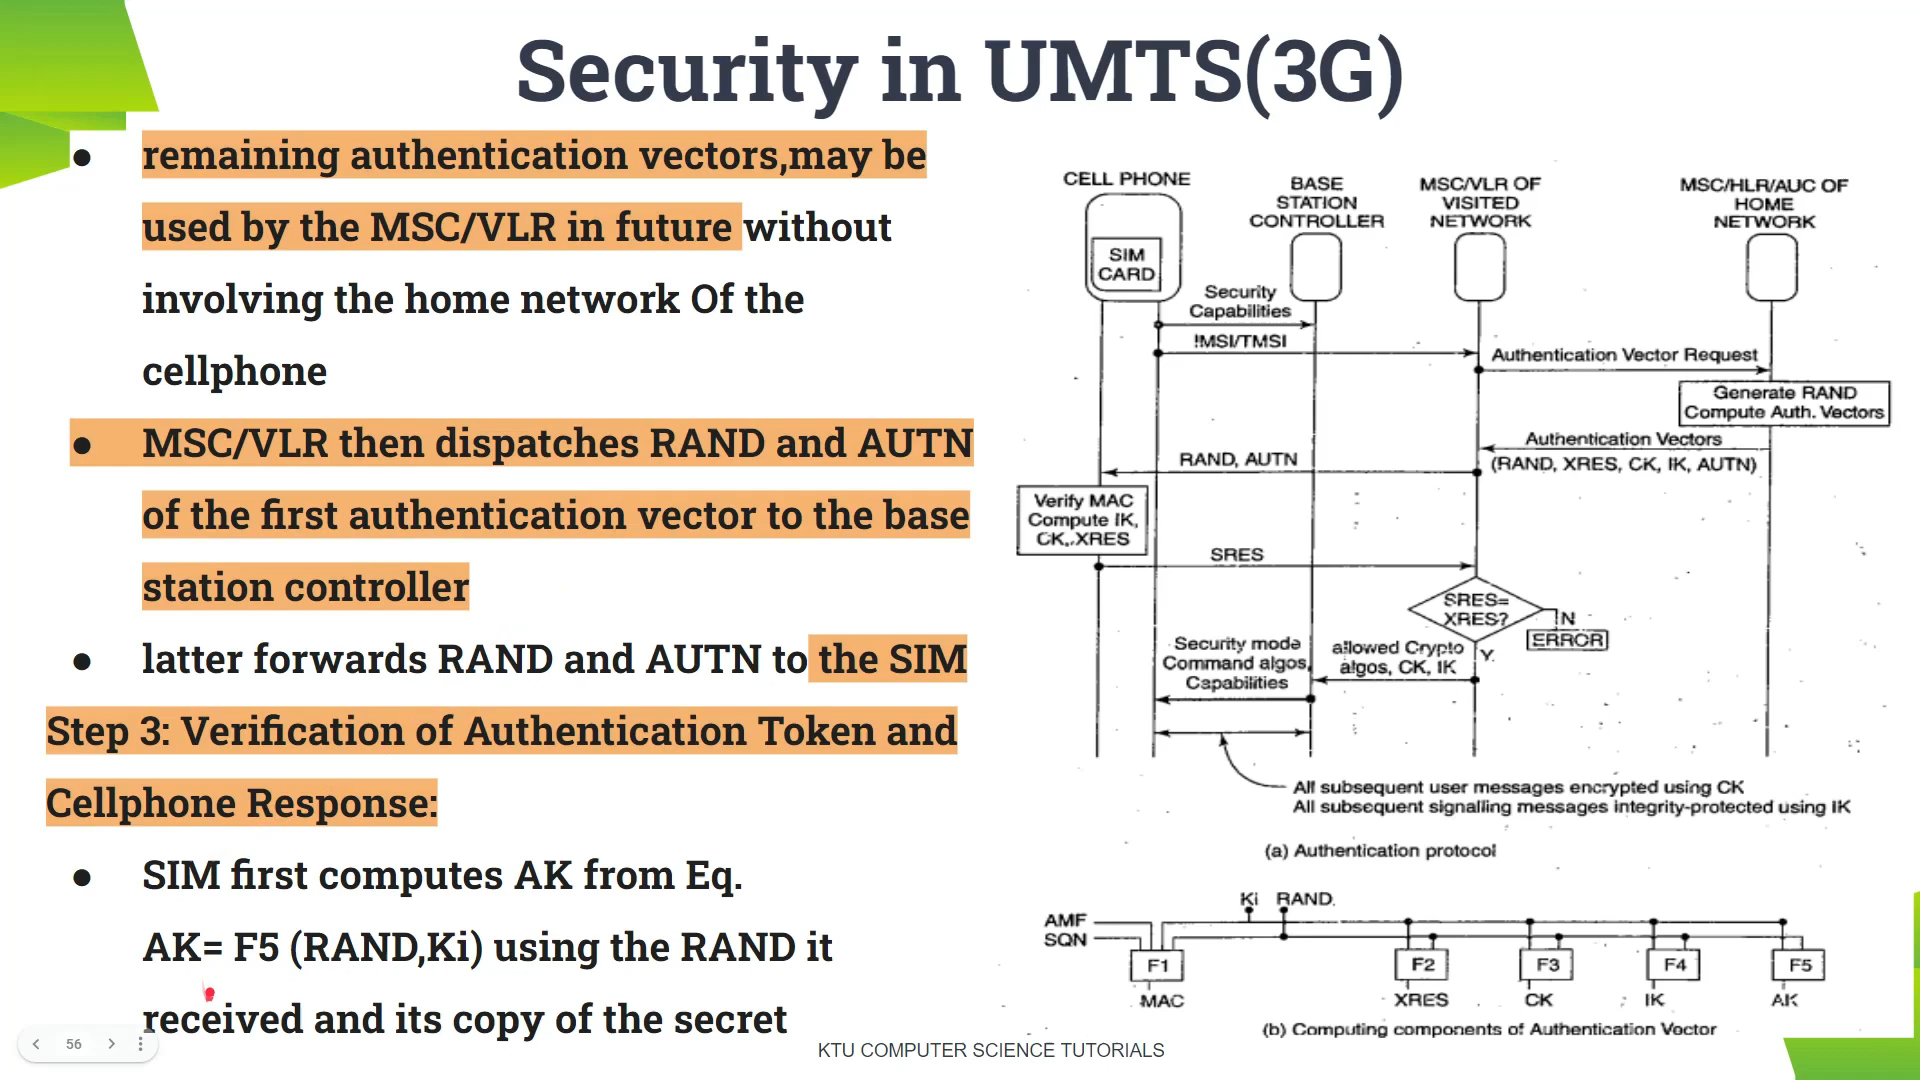 Security in UMTS(3G)
● remaining authentication vectors,may be
used by the MSC/VLR in future without
involving the home network Of the
cellphone
● MSC/VLR then dispatches RAND and AUTN
of the first authentication vector to the base
station controller
● latter forwards RAND and AUTN to the SIM
Step 3: Verification of Authentication Token and
Cellphone Response:
● SIM first computes AK from Eq.
AK= F5 (RAND,Ki) using the RAND it
received and its copy of the secret
CELL PHONE
BASE
STATION
CONTROLLER
MSC/VLR OF
VISITED
NETWORK
MSC/HLR/AUC OF
HOME
NETWORK
SIM
CARD
Security
Capabilities
!MSI/TMSI
Authentication Vector Request
Generate RAND
Compute Auth. Vectors
Authentication Vectors
(RAND, XRES, CK, IK, AUTN)
RAND, AUTN
Verify MAC
Compute IK,
CK, XRES
SRES
SRES=
XRES?
N
ERROR
Y
Security mode
Command algos,
Capabilities
allowed Crypto
algos, CK, IK
All subsequent user messages encrypted using CK
All subsequent signalling messages integrity-protected using IK
(a) Authentication protocol
Ki RAND
AMF
SQN
F1
F2
F3
F4
F5
MAC
XRES
CK
IK
AK
(b) Computing components of Authentication Vector
56
KTU COMPUTER SCIENCE TUTORIALS